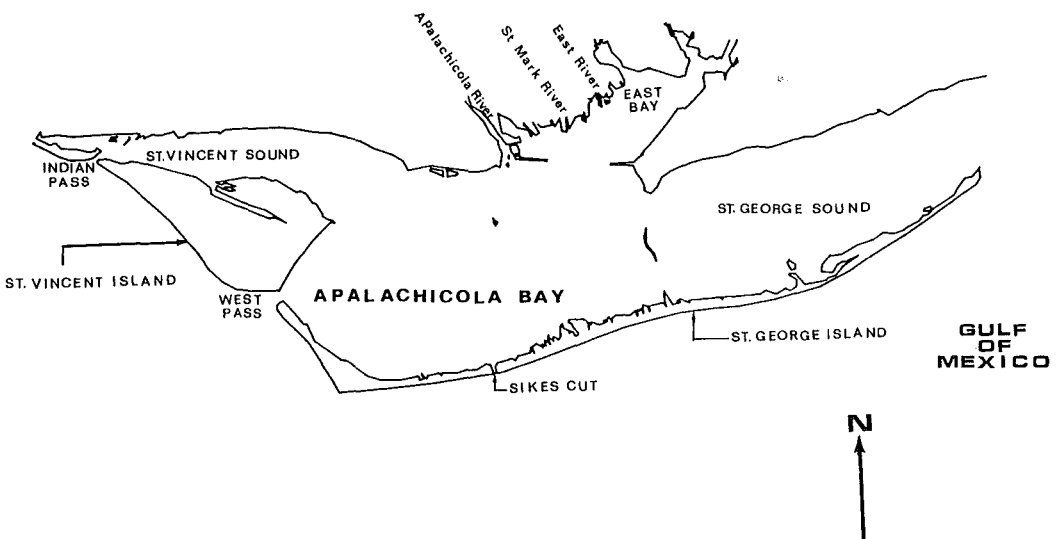 APalachicola River
St Mark River
East River
EAST
BAY
ST. VINCENT SOUND
INDIAN
PASS
ST. GEORGE SOUND
ST. VINCENT ISLAND
WEST
PASS
APALACHICOLA BAY
ST. GEORGE ISLAND
GULF
OF
MEXICO
SIKES CUT
N